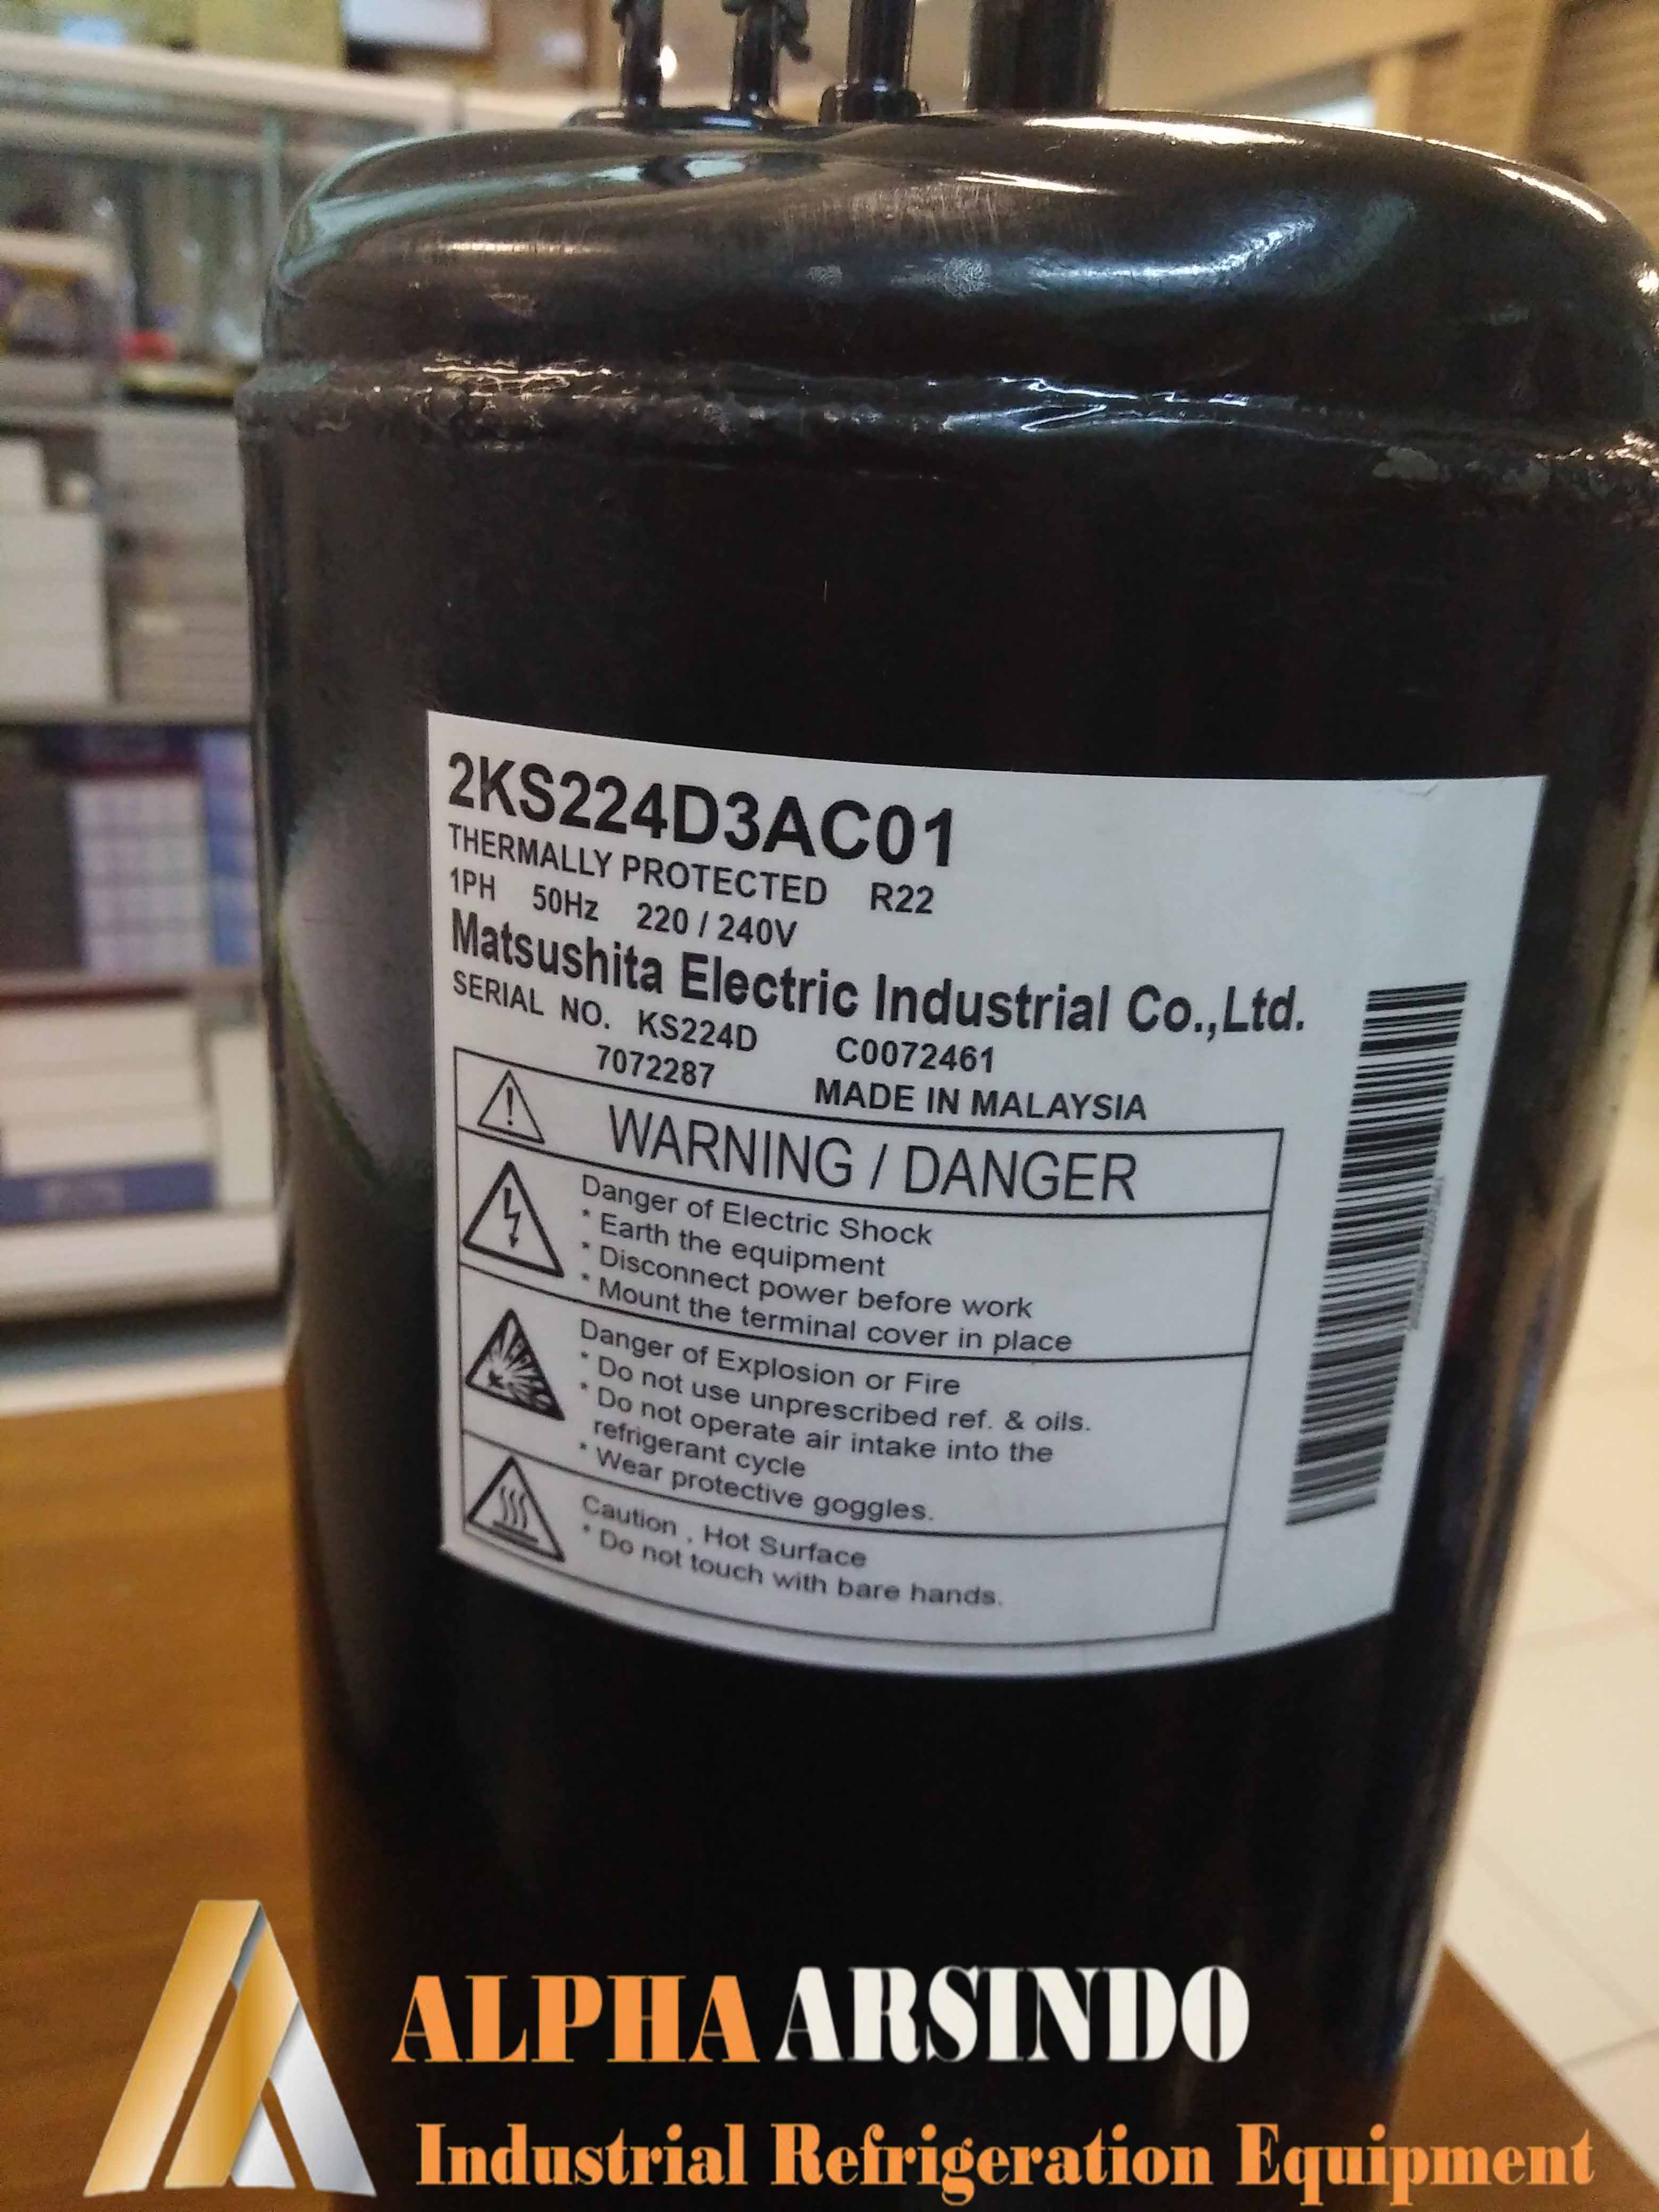 2KS224D3AC01
THERMALLY PROTECTED R22
1PH 50Hz 220 / 240V
Matsushita Electric Industrial Co.,Ltd.
SERIAL NO. KS224D C0072461
7072287 MADE IN MALAYSIA
WARNING / DANGER
Danger of Electric Shock
* Earth the equipment
* Disconnect power before work
* Mount the terminal cover in place
Danger of Explosion or Fire
* Do not use unprescribed ref. & oils.
* Do not operate air intake into the
refrigerant cycle
* Wear protective goggles.
Caution , Hot Surface
* Do not touch with bare hands.
ALPHA ARSINDO
Industrial Refrigeration Equipment